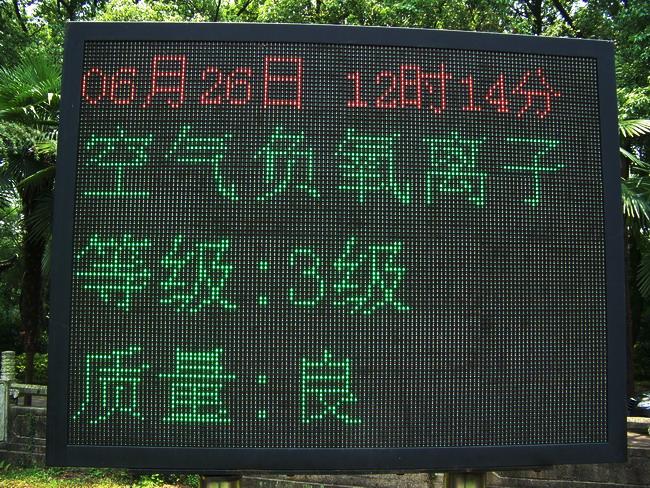 06月26日 12时14分
空气负氧离子
等级:3级
质量:良